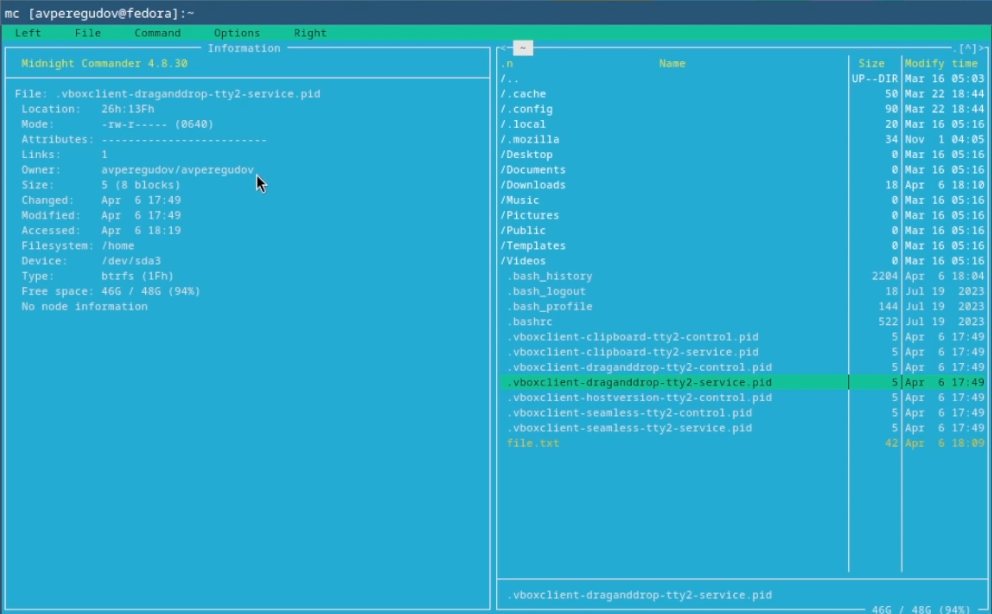 mc [avperegudov@fedora]:~
Left File Command Options Right
Information
Midnight Commander 4.8.30
File: .vboxclient-draganddrop-tty2-service.pid
Location: 26h:13Fh
Mode: -rw-r----- (0640)
Attributes: -------------------------
Links: 1
Owner: avperegudov/avperegudov
Size: 5 (8 blocks)
Changed: Apr 6 17:49
Modified: Apr 6 17:49
Accessed: Apr 6 18:19
Filesystem: /home
Device: /dev/sda3
Type: btrfs (1Fh)
Free space: 46G / 48G (94%)
No node information
<- ~ .[^]>
.n Name Size Modify time
/.. UP--DIR Mar 16 05:03
/.cache 50 Mar 22 18:44
/.config 90 Mar 22 18:44
/.local 20 Mar 16 05:16
/.mozilla 34 Nov 1 04:05
/Desktop 0 Mar 16 05:16
/Documents 0 Mar 16 05:16
/Downloads 18 Apr 6 18:10
/Music 0 Mar 16 05:16
/Pictures 0 Mar 16 05:16
/Public 0 Mar 16 05:16
/Templates 0 Mar 16 05:16
/Videos 0 Mar 16 05:16
.bash_history 2204 Apr 6 18:04
.bash_logout 18 Jul 19 2023
.bash_profile 144 Jul 19 2023
.bashrc 522 Jul 19 2023
.vboxclient-clipboard-tty2-control.pid 5 Apr 6 17:49
.vboxclient-clipboard-tty2-service.pid 5 Apr 6 17:49
.vboxclient-draganddrop-tty2-control.pid 5 Apr 6 17:49
.vboxclient-draganddrop-tty2-service.pid 5 Apr 6 17:49
.vboxclient-hostversion-tty2-control.pid 5 Apr 6 17:49
.vboxclient-seamless-tty2-control.pid 5 Apr 6 17:49
.vboxclient-seamless-tty2-service.pid 5 Apr 6 17:49
file.txt 42 Apr 6 18:09
.vboxclient-draganddrop-tty2-service.pid
46G / 48G (94%)